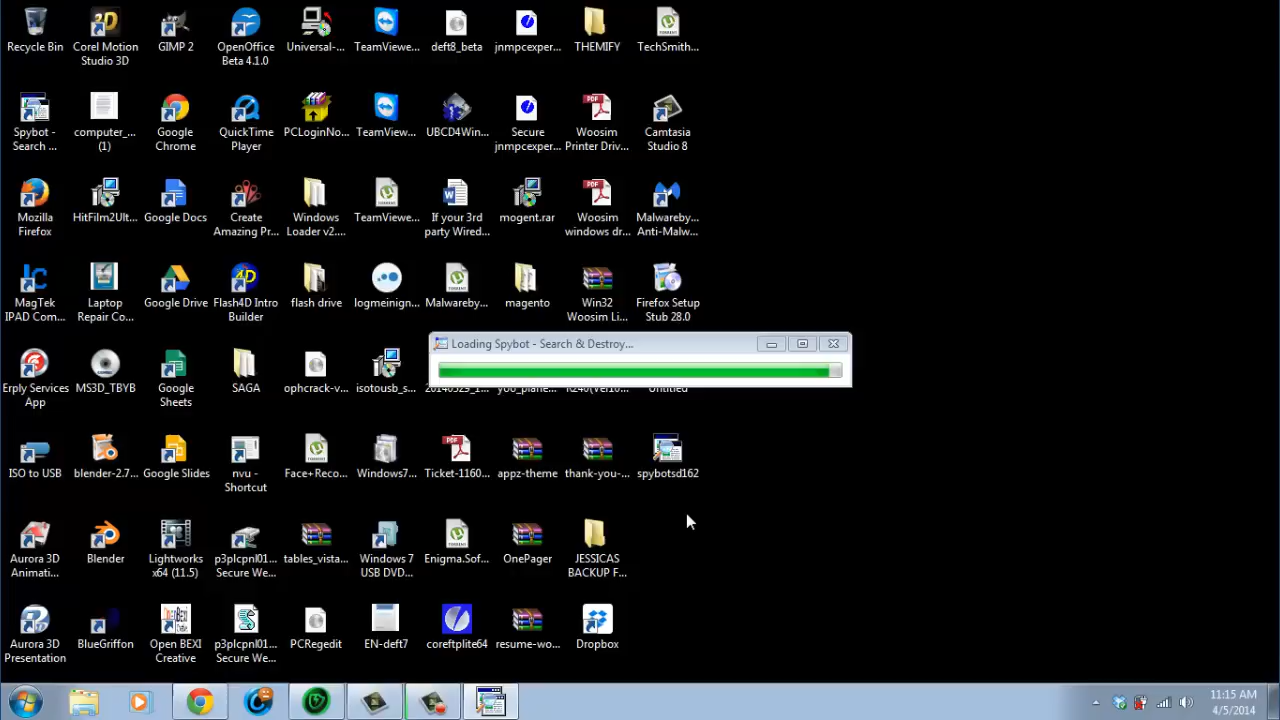 Recycle Bin
Corel Motion
Studio 3D
GIMP 2
OpenOffice
Beta 4.1.0
Universal-...
TeamViewe...
deft8_beta
jnmpcexper...
THEMIFY
TechSmith...
Spybot -
Search ...
computer_...
(1)
Google
Chrome
QuickTime
Player
PCLoginNo...
TeamView...
UBCD4Win...
Secure
jnmpcexper...
Woosim
Printer Driv...
Camtasia
Studio 8
Mozilla
Firefox
HitFilm2Ult...
Google Docs
Create
Amazing Pr...
Windows
Loader v2....
TeamViewe...
If your 3rd
party Wired...
mogent.rar
Woosim
windows dr...
Malwareby...
Anti-Malw...
MagTek
IPAD Com...
Laptop
Repair Co...
Google Drive
Flash4D Intro
Builder
flash drive
logmeingn...
Malwareby...
magento
Win32
Woosim Li...
Firefox Setup
Stub 28.0
Loading Spybot - Search & Destroy...
Erply Services
App
MS3D_TBYB
Google
Sheets
SAGA
ophcrack-v...
isotousb_s...
Untitled
ISO to USB
blender-2.7...
Google Slides
nvu -
Shortcut
Face+Reco...
Windows7...
Ticket-1160...
appz-theme
thank-you-...
spybotsd162
Aurora 3D
Animati...
Blender
Lightworks
x64 (11.5)
p3plcpnl01...
Secure We...
tables_vista...
Windows 7
USB DVD...
Enigma.Sof...
OnePager
JESSICAS
BACKUP F...
Aurora 3D
Presentation
BlueGriffon
Open BEXI
Creative
p3plcpnl01...
Secure We...
PCRegedit
EN-deft7
coreftplite64
resume-wo...
Dropbox
11:15 AM
4/5/2014